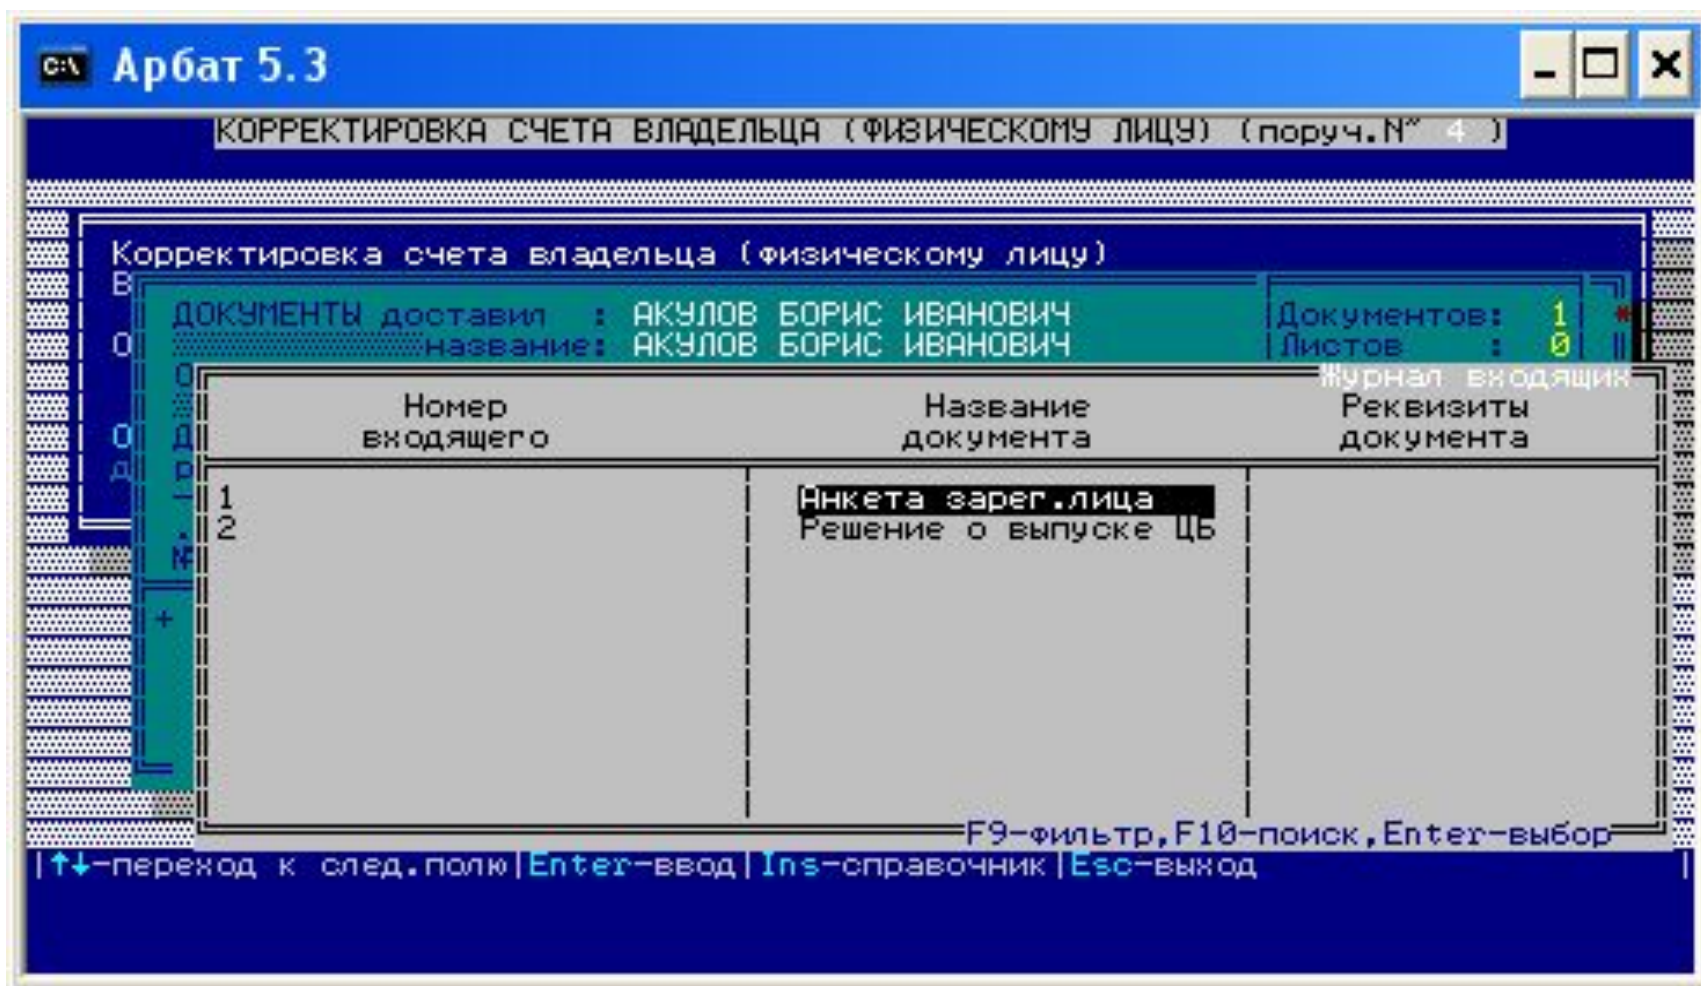 Арбат 5.3
КОРРЕКТИРОВКА СЧЕТА ВЛАДЕЛЬЦА (ФИЗИЧЕСКОМУ ЛИЦУ) (поруч.N° 4 )
Корректировка счета владельца (физическому лицу)
В
ДОКУМЕНТЫ доставил : АКУЛОВ БОРИС ИВАНОВИЧ Документов: 1 *
О название: АКУЛОВ БОРИС ИВАНОВИЧ Листов : 0
О Журнал входящих
Номер Название Реквизиты
О Д входящего документа документа
Д Р
1 Анкета зарег.лица
2 Решение о выпуске ЦБ
N
+
F9-фильтр,F10-поиск,Enter-выбор
|↑↓-переход к след.полю|Enter-ввод|Ins-справочник|Esc-выход |